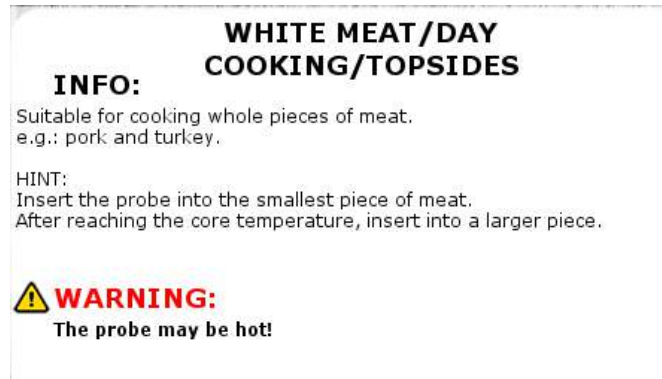 WHITE MEAT/DAY
COOKING/TOPSIDES
INFO:
Suitable for cooking whole pieces of meat.
e.g.: pork and turkey.
HINT:
Insert the probe into the smallest piece of meat.
After reaching the core temperature, insert into a larger piece.
WARNING:
The probe may be hot!